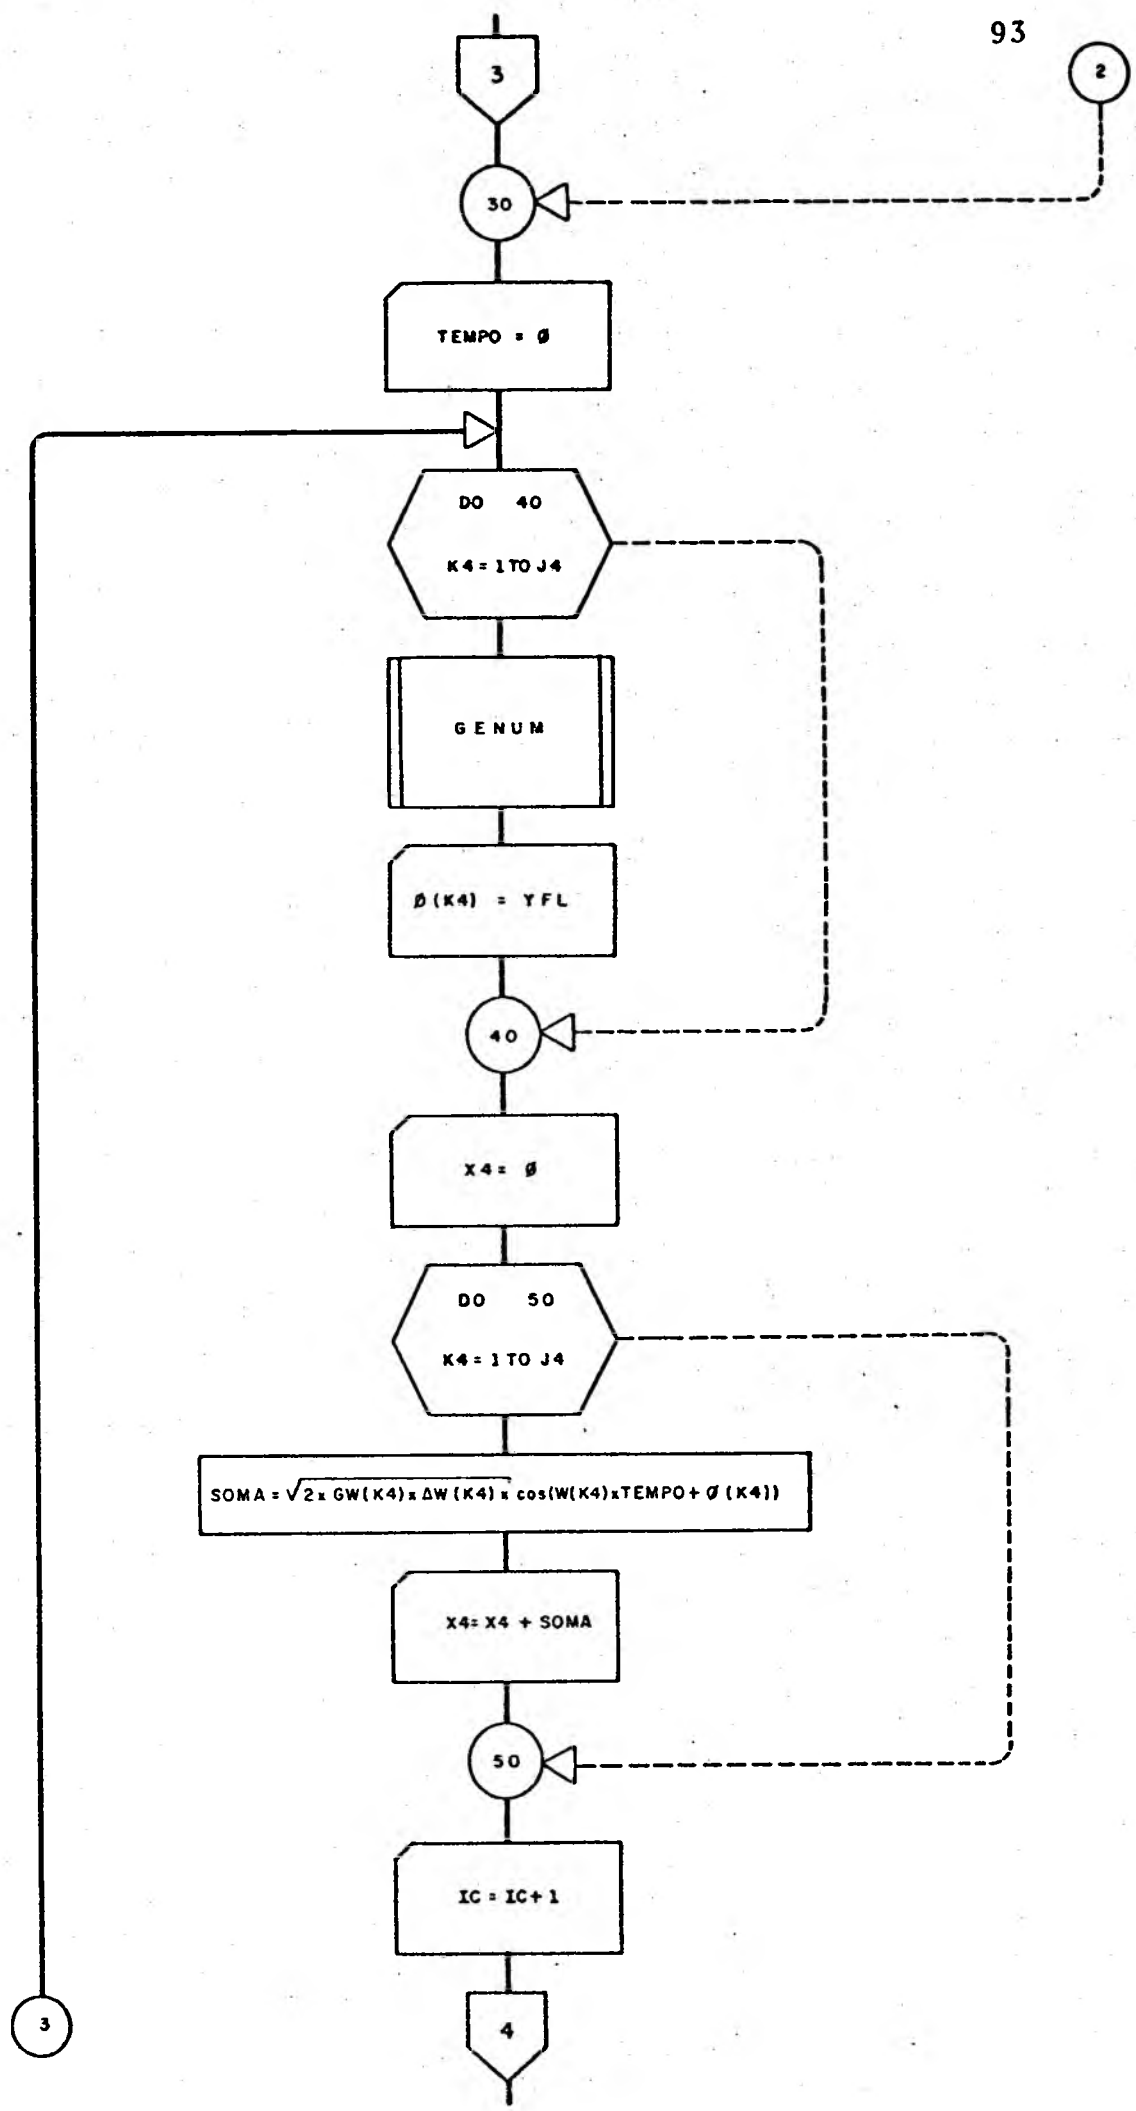 93
3
2
30
TEMPO = Ø
DO 40
K4 = 1 TO J4
GENUM
Ø(K4) = YFL
40
X4 = Ø
DO 50
K4 = 1 TO J4
SOMA = √2 x GW(K4) x ΔW(K4) x cos(W(K4)xTEMPO + Ø(K4))
X4 = X4 + SOMA
50
IC = IC + 1
3
4